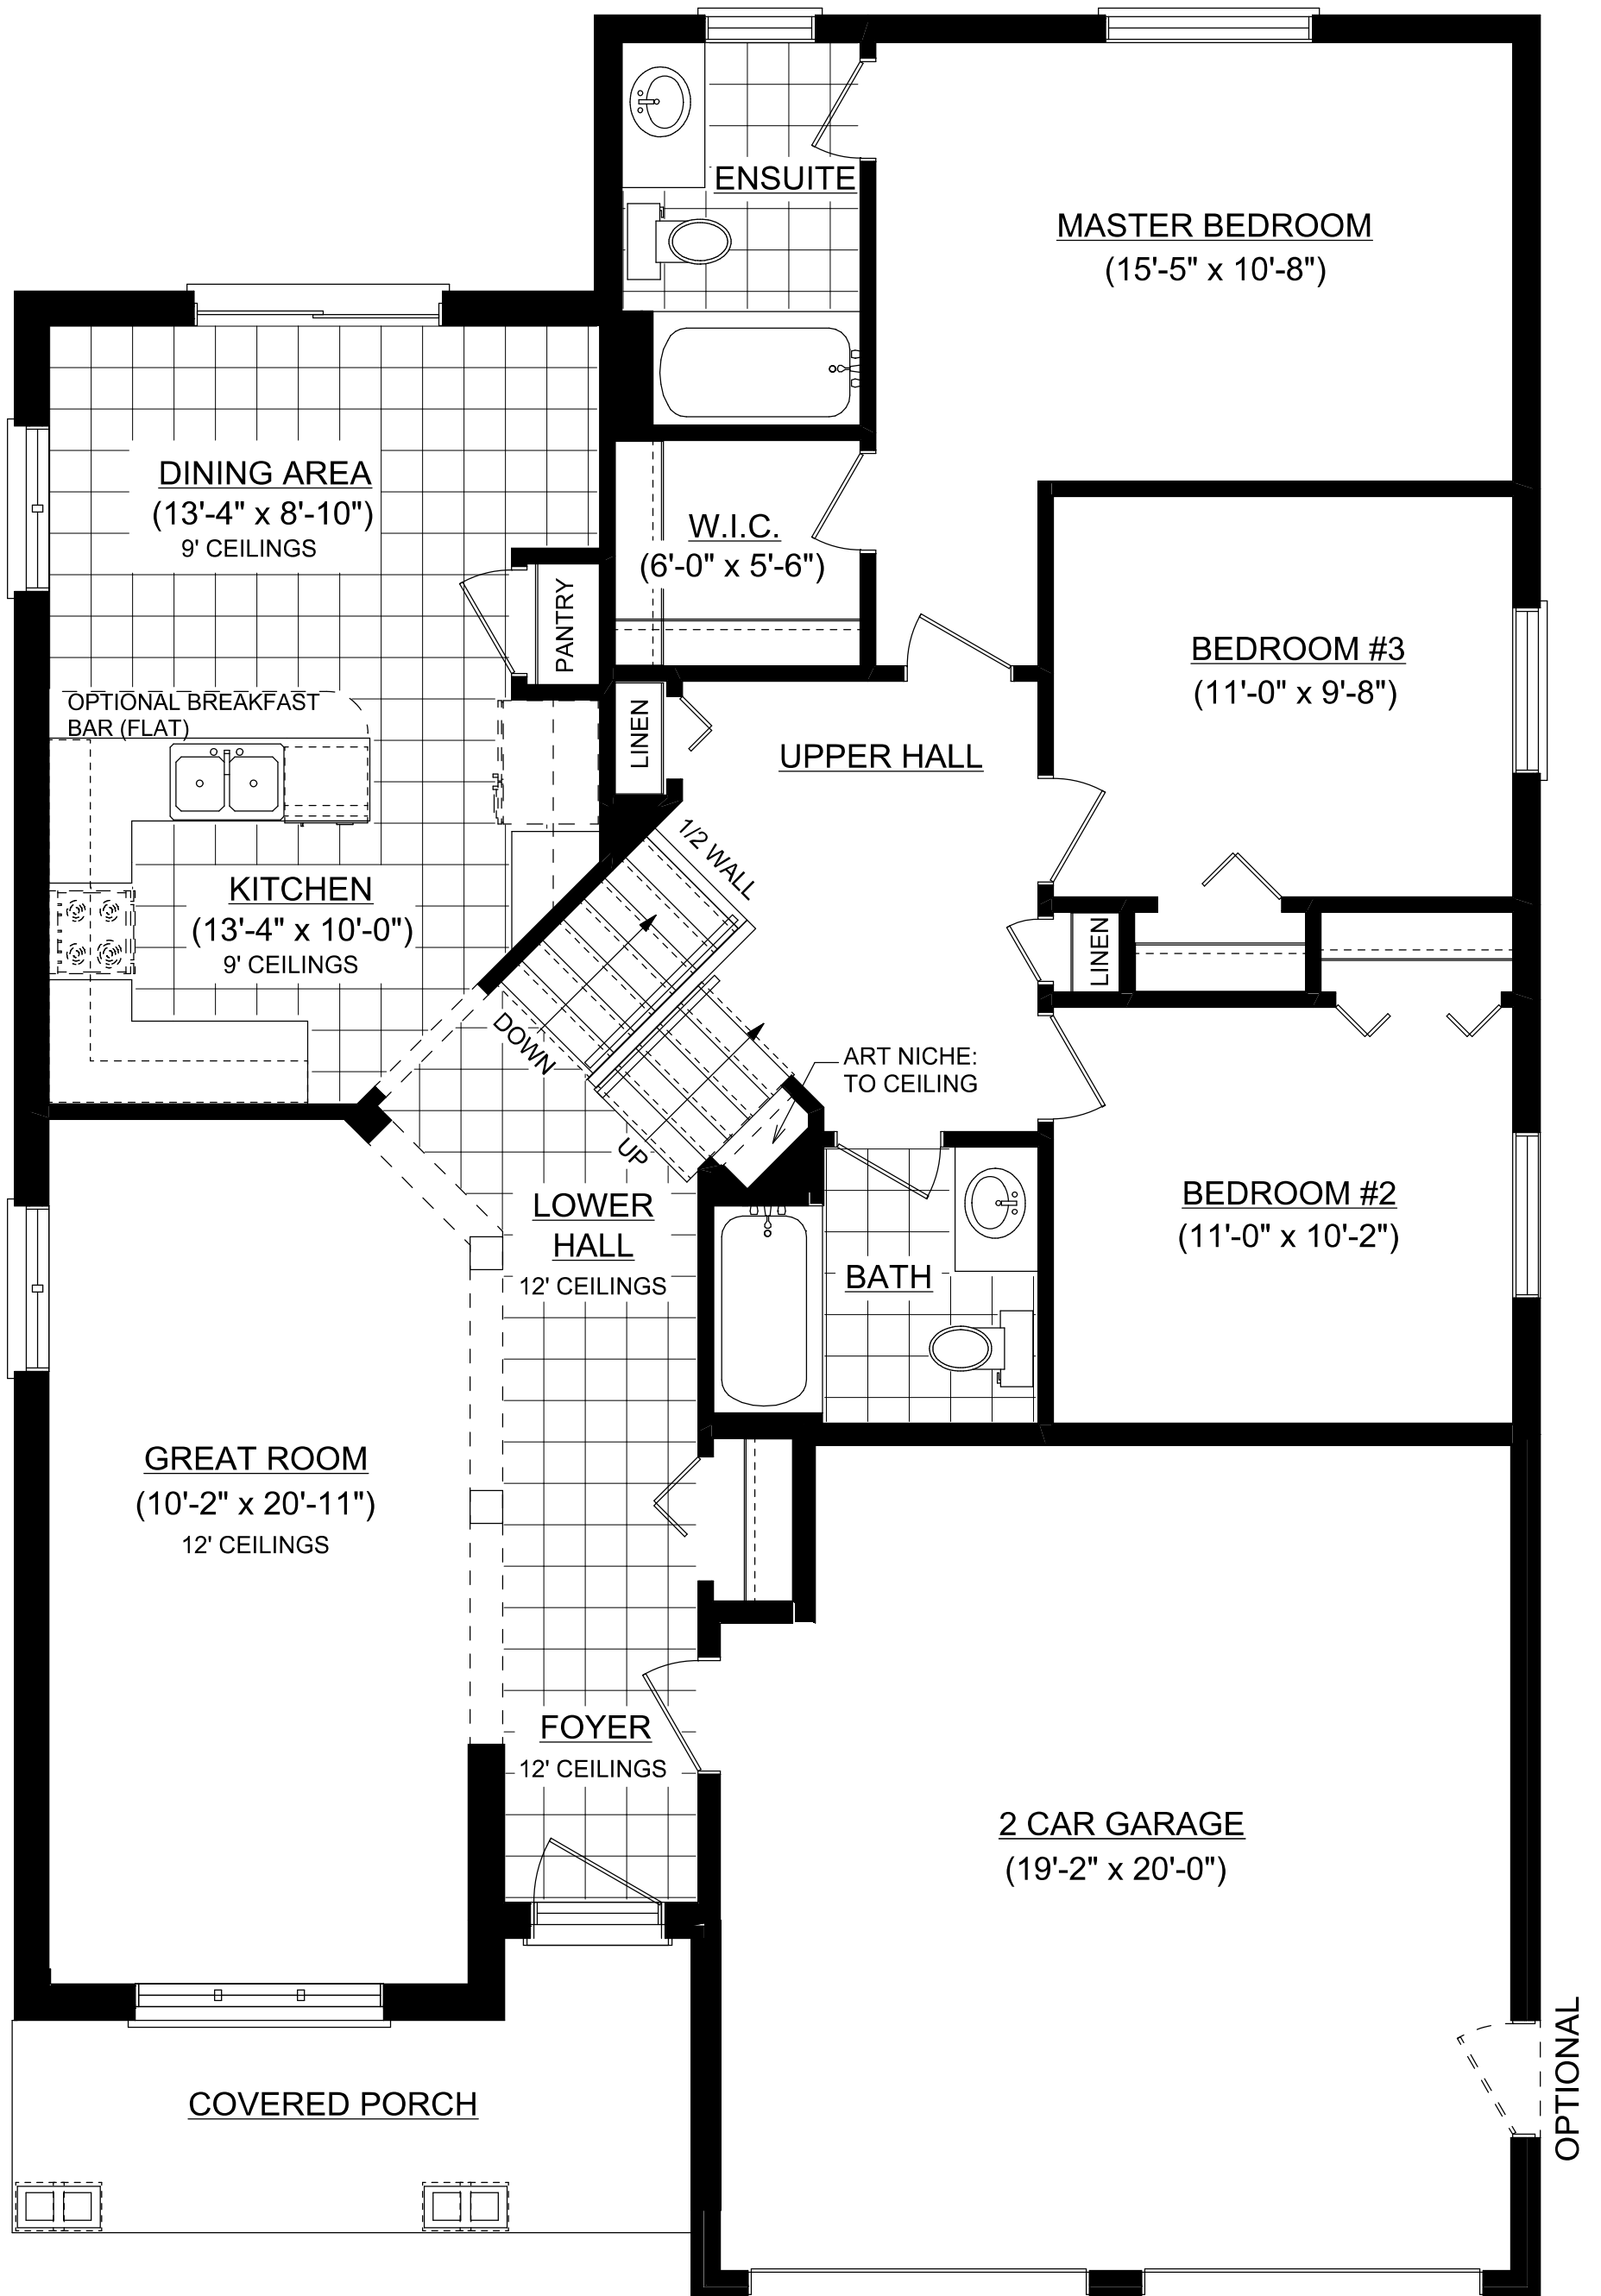 ENSUITE
MASTER BEDROOM
(15'-5" x 10'-8")
DINING AREA
(13'-4" x 8'-10")
9' CEILINGS
W.I.C.
(6'-0" x 5'-6")
PANTRY
BEDROOM #3
(11'-0" x 9'-8")
OPTIONAL BREAKFAST
BAR (FLAT)
LINEN
UPPER HALL
1/2 WALL
KITCHEN
(13'-4" x 10'-0")
9' CEILINGS
LINEN
DOWN
ART NICHE:
TO CEILING
UP
LOWER
HALL
12' CEILINGS
BATH
BEDROOM #2
(11'-0" x 10'-2")
GREAT ROOM
(10'-2" x 20'-11")
12' CEILINGS
FOYER
12' CEILINGS
2 CAR GARAGE
(19'-2" x 20'-0")
OPTIONAL
COVERED PORCH